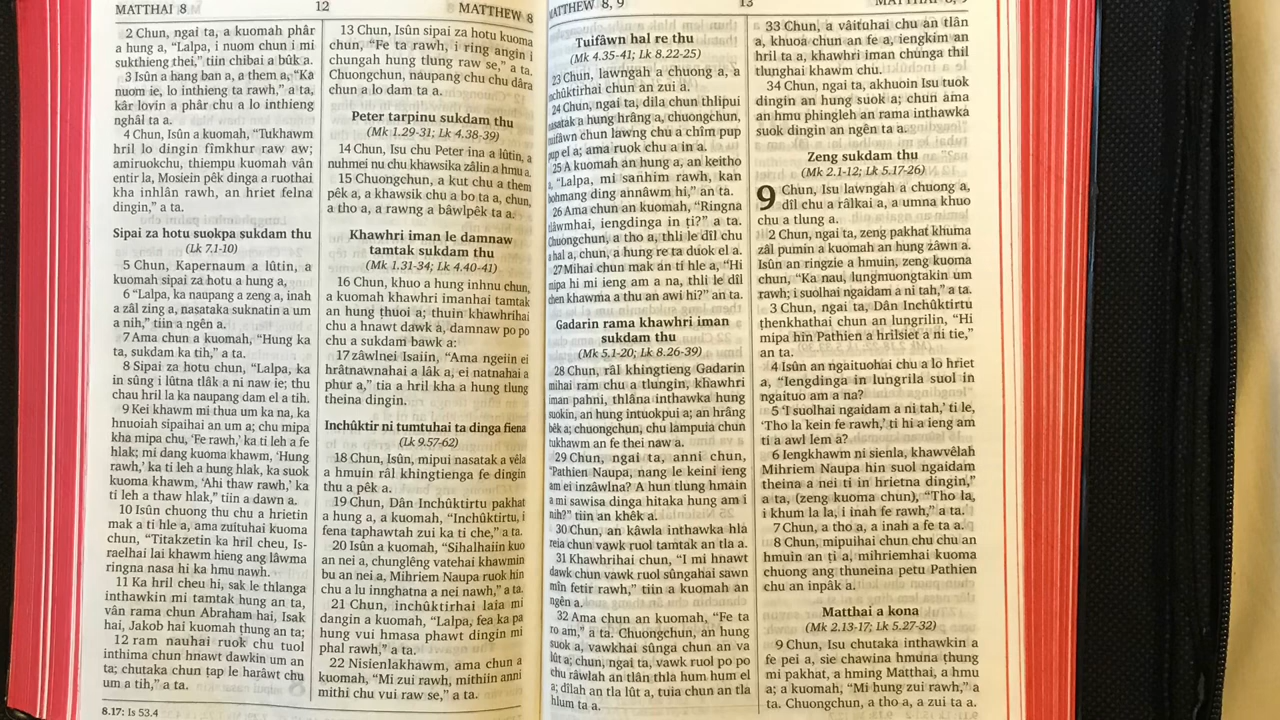 MATTHAI 8
12
MATTHEW 8
2 Chun, ngai ta, a kuomah phâr
a hung a, “Lalpa, i nuom chun i mi
sukthieng thei,” tiin chibai a bûk a.
3 Isûn a hang ban a, a them a, “Ka
nuom ie, lo inthieng ta rawh,” a ta,
kâr lovin a phâr chu a lo inthieng
nghâl ta a.
4 Chun, Isûn a kuomah, “Tukhawm
hril lo dingin fîmkhur raw aw;
amiruokchu, thiempu kuomah vân
entir la, Mosiein pêk dinga a ruothai
kha inhlân rawh, an hriet felna
dingin,” a ta.
Sipai za hotu suokpa sukdam thu
(Lk 7.1-10)
5 Chun, Kapernaum a lûtin, a
kuomah sipai za hotu a hung a,
6 “Lalpa, ka naupang a zeng a, inah
a zâl zing a, nasataka suknatin a um
a nih,” tiin a ngên a.
7 Ama chun a kuomah, “Hung ka
ta, sukdam ka tih,” a ta.
8 Sipai za hotu chun, “Lalpa, ka
in sûng i lûtna tlâk a ni naw ie; thu
chau hril la ka naupang dam el a tih.
9 Kei khawm mi thua um ka na, ka
hnuoiah sipaihai an um a; chu mipa
kha mipa chu, ‘Fe rawh,’ ka ti leh a fe
hlak; mi dang kuoma khawm, ‘Hung
rawh,’ ka ti leh a hung hlak, ka suok
kuoma khawm, ‘Ahi thaw rawh,’ ka
ti leh a thaw hlak,” tiin a dawn a.
10 Isûn chuong thu chu a hrietin
mak a ti hle a, ama zuituhai kuoma
chun, “Titakzetin ka hril cheu, Is-
raelhai lai khawm hieng ang lâwma
ringna nasa hi ka hmu nawh.
11 Ka hril cheu hi, sak le thlanga
inthawkin mi tamtak hung an ta,
vân rama chun Abraham hai, Isak
hai, Jakob hai kuomah ṭhung an ta;
12 ram nauhai ruok chu tuol
inthima chun hnawt dawkin um an
ta; chutaka chun ṭap le harâwt chu
um a tih,” a ta.
8.17: Is 53.4
13 Chun, Isûn sipai za hotu kuoma
chun, “Fe ta rawh, i ring angin i
chungah hung tlung raw se,” a ta.
Chuongchun, naupang chu chu dâra
chun a lo dam ta a.
Peter tarpinu sukdam thu
(Mk 1.29-31; Lk 4.38-39)
14 Chun, Isu chu Peter ina a lûtin, a
nuhmei nu chu khawsika zâlin a hmu a.
15 Chuongchun, a kut chu a them
pêk a, a khawsik chu a bo ta a, chun,
a tho a, a rawng a bâwlpêk ta a.
Khawhri iman le damnaw
tamtak sukdam thu
(Mk 1.31-34; Lk 4.40-41)
16 Chun, khuo a hung inhnu chun,
a kuomah khawhri imanhai tamtak
an hung ṭhuoi a; thuin khawhrihai
chu a hnawt dawk a, damnaw po po
chu a sukdam bawk a:
17 zâwlnei Isaiin, “Ama ngeiin ei
hrâtnawnahai a lâk a, ei natnahai a
phur a,” tia a hril kha a hung tlung
theina dingin.
Inchûktir ni tumtuhai ta dinga fiena
(Lk 9.57-62)
18 Chun, Isûn, mipui nasatak a vêla
a hmuin râl khingtienga fe dingin
thu a pêk a.
19 Chun, Dân Inchûktirtu pakhat
a hung a, a kuomah, “Inchûktirtu, i
fena taphawtah zui ka ti che,” a ta.
20 Isûn a kuomah, “Sihalhaiin kuo
an nei a, chunglêng vatehai khawmin
bu an nei a, Mihriem Naupa ruok hin
chu a lu innghatna a nei nawh,” a ta.
21 Chun, inchûktirhai laia mi
dangin a kuomah, “Lalpa, fea ka pa
hung vui hmasa phawt dingin mi
phal rawh,” a ta.
22 Nisienlakhawm, ama chun a
kuomah, “Mi zui rawh, mithiin anni
mithi chu vui raw se,” a ta.
MATTHEW 8, 9
13
Tuifâwn hal re thu
(Mk 4.35-41; Lk 8.22-25)
23 Chun, lawngah a chuong a, a
inchûktirhai chun an zui a.
24 Chun, ngai ta, dila chun thlipui
nasatak a hung hrâng a, chuongchun,
tuifâwn chun lawng chu a chîm pup
pup el a; ama ruok chu a in a.
25 A kuomah an hung a, an keitho
a, “Lalpa, mi sanhim rawh, kan
bohmang ding annâwm hi,” an ta.
26 Ama chun an kuomah, “Ringna
tlâwmhai, iengdinga in ṭi?” a ta.
Chuongchun, a tho a, thli le dîl chu
a hal a, chun, a hung re ta duok el a.
27 Mihai chun mak an ti hle a, “Hi
mipa hi mi ieng am a na, thli le dîl
chen khawma a thu an awi hi?” an ta.
Gadarin rama khawhri iman
sukdam thu
(Mk 5.1-20; Lk 8.26-39)
28 Chun, râl khingtieng Gadarin
mihai ram chu a tlungin, khawhri
iman pahni, thlâna inthawka hung
suokin, an hung intuokpui a; an hrâng
bêk a; chuongchun, chu lampuia chun
tukhawm an fe thei naw a.
29 Chun, ngai ta, anni chun,
“Pathien Naupa, nang le keini ieng
am ei inzâwlna? A hun tlung hmain
a mi sawisa dinga hitaka hung am i
nih?” tiin an khêk a.
30 Chun, an kâwla inthawka hla
reia chun vawk ruol tamtak an tla a.
31 Khawhrihai chun, “I mi hnawt
dawk chun vawk ruol sûngahai sawn
mîn fetir rawh,” tiin a kuomah an
ngên a.
32 Ama chun an kuomah, “Fe ta
ro am,” a ta. Chuongchun, an hung
suok a, vawkhai sûnga chun an va
lût a; chun, ngai ta, vawk ruol po po
chu râwlah an tlân thla hum hum el
a; dîlah an tla lût a, tuia chun an tla
hlum ta a.
33 Chun, a vâituhai chu an tlân
a, khuoa chun an fe a, iengkim an
hril ta a, khawhri iman chunga thil
tlunghai khawm chu.
34 Chun, ngai ta, akhuoin Isu tuok
dingin an hung suok a; chun ama
an hmu phingleh an rama inthawka
suok dingin an ngên ta a.
Zeng sukdam thu
(Mk 2.1-12; Lk 5.17-26)
9 Chun, Isu lawngah a chuong a,
dîl chu a râlkai a, a umna khuo
chu a tlung a.
2 Chun, ngai ta, zeng pakhat khuma
zâl pumin a kuomah an hung zâwn a.
Isûn an ringzie a hmuin, zeng kuoma
chun, “Ka nau, lungmuongtakin um
rawh; i suolhai ngaidam a ni tah,” a ta.
3 Chun, ngai ta, Dân Inchûktirtu
ṭhenkhathai chun an lungrilin, “Hi
mipa hin Pathien a hrilsiet a ni tie,”
an ta.
4 Isûn an ngaituohai chu a lo hriet
a, “Iengdinga in lungrila suol in
ngaituo am a na?
5 ‘I suolhai ngaidam a ni tah,’ ti le,
‘Tho la kein fe rawh,’ ti hi a ieng am
ti a awl lem a?
6 Iengkhawm ni sienla, khawvêlah
Mihriem Naupa hin suol ngaidam
theina a nei ti in hrietna dingin,”
a ta, (zeng kuoma chun), “Tho la,
i khum la la, i inah fe rawh,” a ta.
7 Chun, a tho a, a inah a fe ta a.
8 Chun, mipuihai chun chu chu an
hmuin an ṭi a, mihriemhai kuoma
chuong ang thuneina petu Pathien
chu an inpâk a.
Matthai a kona
(Mk 2.13-17; Lk 5.27-32)
9 Chun, Isu chutaka inthawkin a
fe pei a, sie chawina hmuna ṭhung
mi pakhat, a hming Matthai, a hmu
a; a kuomah, “Mi hung zui rawh,” a
ta. Chuongchun, a tho a, a zui ta a.